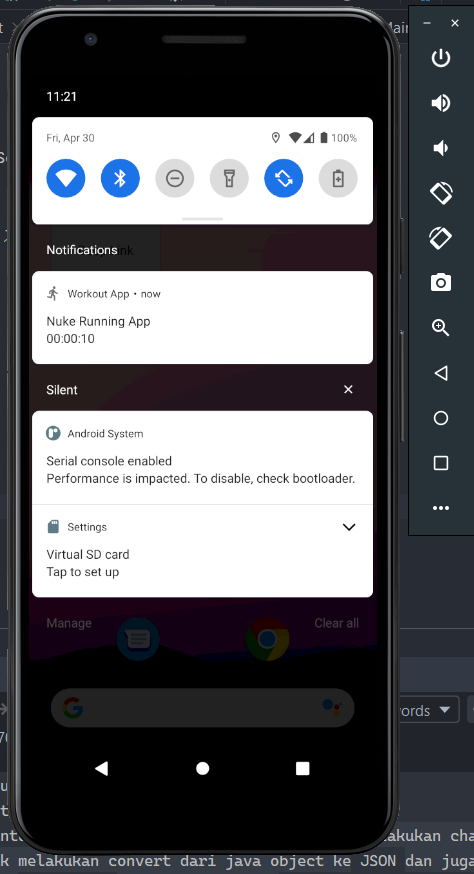 11:21
Fri, Apr 30
100%
Notifications
Workout App • now
Nuke Running App
00:00:10
Silent
Android System
Serial console enabled
Performance is impacted. To disable, check bootloader.
Settings
Virtual SD card
Tap to set up
Manage
Clear all
akukan cha
k melakukan convert dari java object ke JSON dan juga